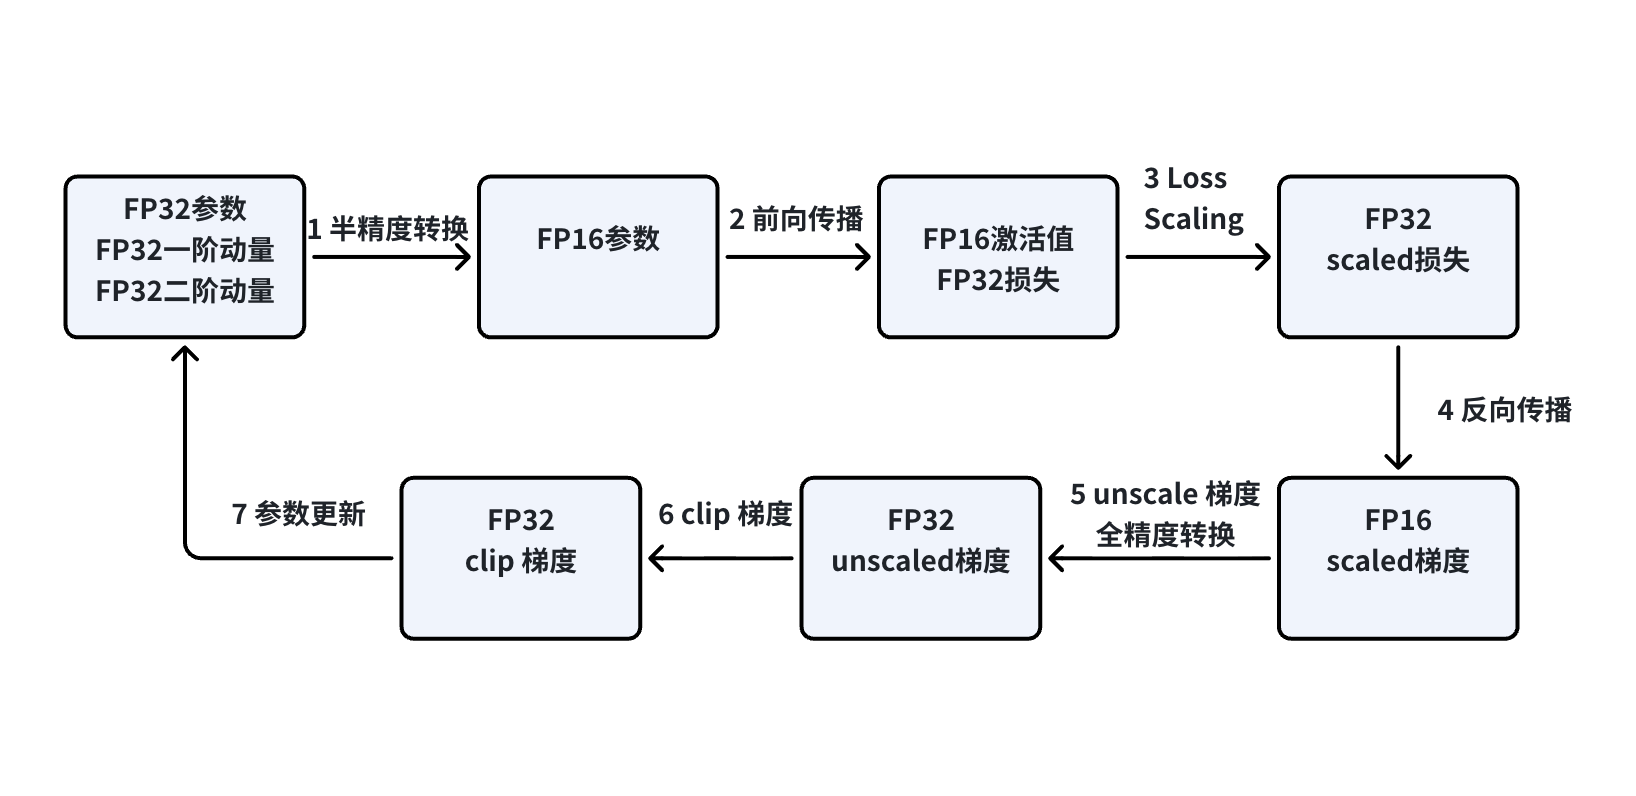 FP32参数
FP32一阶动量
FP32二阶动量
1 半精度转换
FP16参数
2 前向传播
FP16激活值
FP32损失
3 Loss
Scaling
FP32
scaled损失
4 反向传播
FP16
scaled梯度
5 unscale 梯度
全精度转换
FP32
unscaled梯度
6 clip 梯度
FP32
clip 梯度
7 参数更新